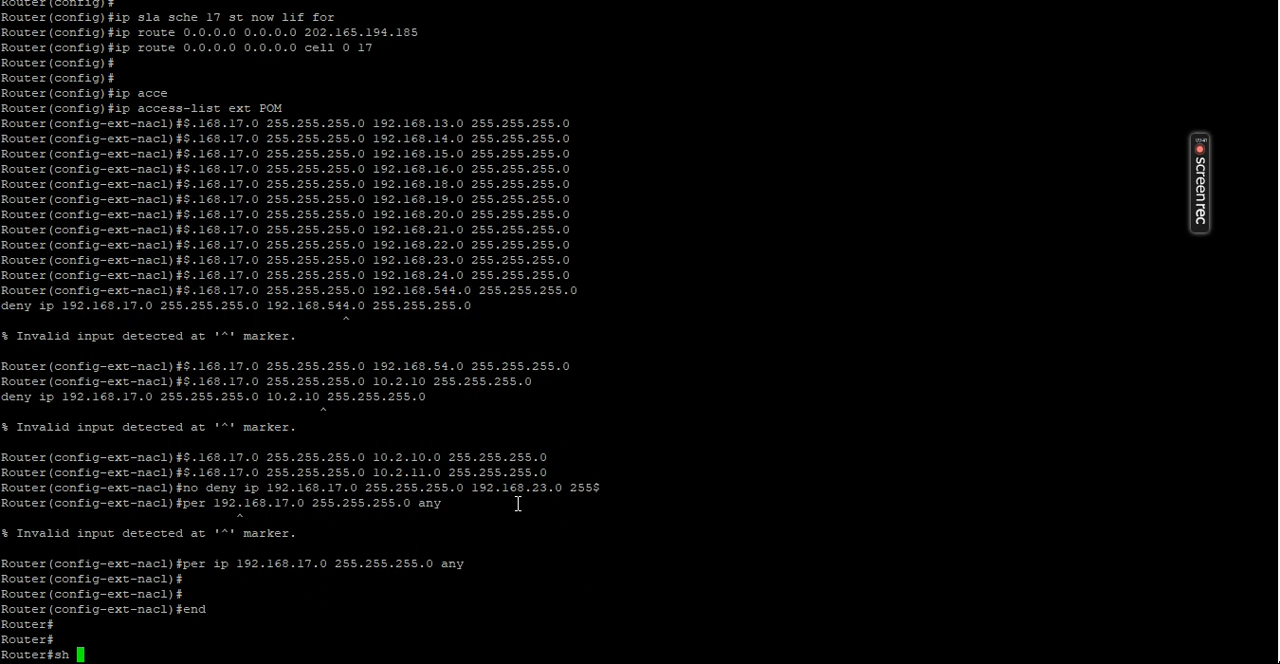 Router(config)#
Router(config)#ip sla sche 17 st now lif for
Router(config)#ip route 0.0.0.0 0.0.0.0 202.165.194.185
Router(config)#ip route 0.0.0.0 0.0.0.0 cell 0 17
Router(config)#
Router(config)#
Router(config)#ip acce
Router(config)#ip access-list ext POM
Router(config-ext-nacl)#$.168.17.0 255.255.255.0 192.168.13.0 255.255.255.0
Router(config-ext-nacl)#$.168.17.0 255.255.255.0 192.168.14.0 255.255.255.0
Router(config-ext-nacl)#$.168.17.0 255.255.255.0 192.168.15.0 255.255.255.0
Router(config-ext-nacl)#$.168.17.0 255.255.255.0 192.168.16.0 255.255.255.0
Router(config-ext-nacl)#$.168.17.0 255.255.255.0 192.168.18.0 255.255.255.0
Router(config-ext-nacl)#$.168.17.0 255.255.255.0 192.168.19.0 255.255.255.0
Router(config-ext-nacl)#$.168.17.0 255.255.255.0 192.168.20.0 255.255.255.0
Router(config-ext-nacl)#$.168.17.0 255.255.255.0 192.168.21.0 255.255.255.0
Router(config-ext-nacl)#$.168.17.0 255.255.255.0 192.168.22.0 255.255.255.0
Router(config-ext-nacl)#$.168.17.0 255.255.255.0 192.168.23.0 255.255.255.0
Router(config-ext-nacl)#$.168.17.0 255.255.255.0 192.168.24.0 255.255.255.0
Router(config-ext-nacl)#$.168.17.0 255.255.255.0 192.168.544.0 255.255.255.0
deny ip 192.168.17.0 255.255.255.0 192.168.544.0 255.255.255.0
^
% Invalid input detected at '^' marker.
Router(config-ext-nacl)#$.168.17.0 255.255.255.0 192.168.54.0 255.255.255.0
Router(config-ext-nacl)#$.168.17.0 255.255.255.0 10.2.10 255.255.255.0
deny ip 192.168.17.0 255.255.255.0 10.2.10 255.255.255.0
^
% Invalid input detected at '^' marker.
Router(config-ext-nacl)#$.168.17.0 255.255.255.0 10.2.10.0 255.255.255.0
Router(config-ext-nacl)#$.168.17.0 255.255.255.0 10.2.11.0 255.255.255.0
Router(config-ext-nacl)#no deny ip 192.168.17.0 255.255.255.0 192.168.23.0 255$
Router(config-ext-nacl)#per 192.168.17.0 255.255.255.0 any
^
% Invalid input detected at '^' marker.
Router(config-ext-nacl)#per ip 192.168.17.0 255.255.255.0 any
Router(config-ext-nacl)#
Router(config-ext-nacl)#
Router(config-ext-nacl)#end
Router#
Router#
Router#sh
screenrec